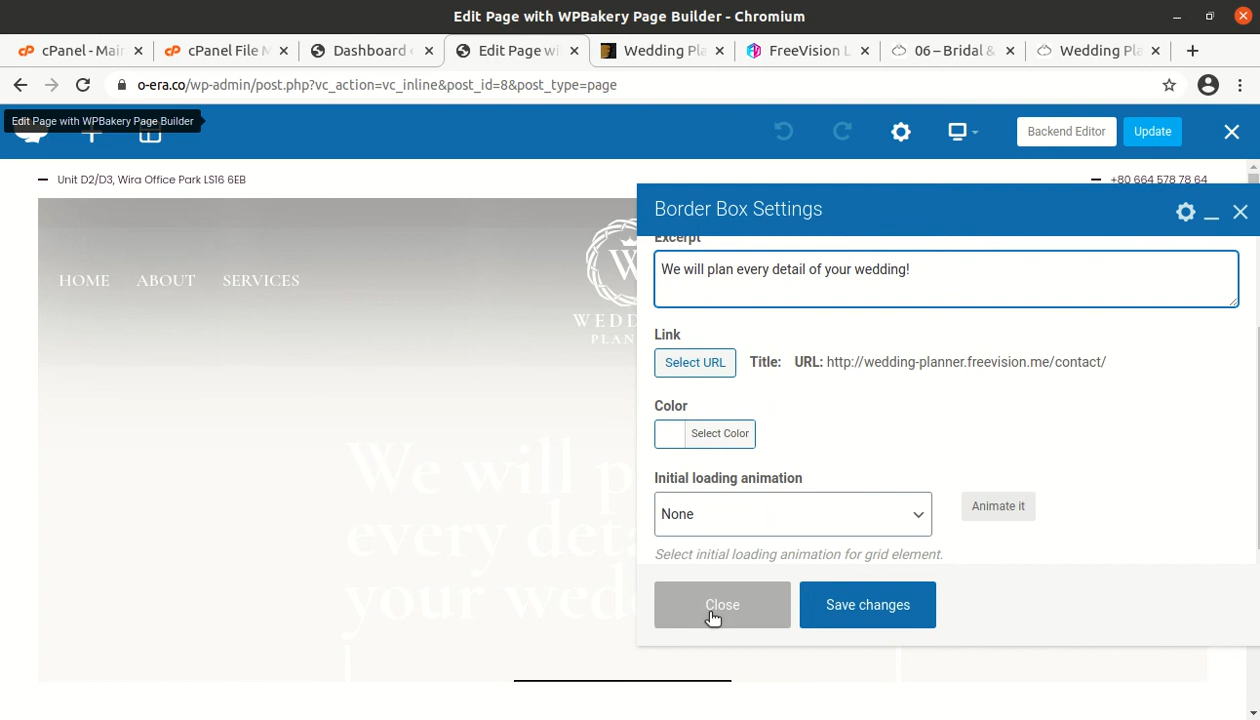 Edit Page with WPBakery Page Builder - Chromium
cPanel - Mai
cPanel File M
Dashboard
Edit Page wi
Wedding Pla
FreeVision L
06 – Bridal &
Wedding Pla
o-era.co/wp-admin/post.php?vc_action=vc_inline&post_id=8&post_type=page
Edit Page with WPBakery Page Builder
Backend Editor
Update
Unit D2/D3, Wira Office Park LS16 6EB
+80 664 578 78 64
Border Box Settings
HOME
ABOUT
SERVICES
W
WEDD
PLAN
Excerpt
We will plan every detail of your wedding!
Link
Select URL
Title:
URL: http://wedding-planner.freevision.me/contact/
Color
Select Color
We will p
every deta
your wedd
Initial loading animation
None
Animate it
Select initial loading animation for grid element.
Close
Save changes